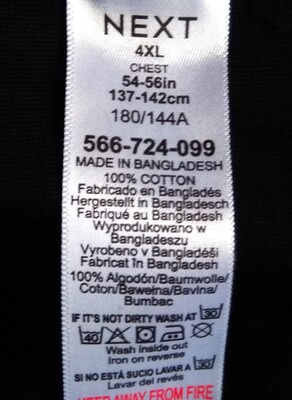 NEXT
4XL
CHEST
54-56in
137-142cm
180/144A
566-724-099
MADE IN BANGLADESH
100% COTTON
Fabricado en Bangladés
Hergestellt in Bangladesch
Fabriqué au Bangladesh
Wyprodukowano w
Bangladeszu
Vyrobeno v Bangladéši
Fabricat în Bangladesh
100% Algodón/Baumwolle/
Coton/Bawełna/Bavlna/
Bumbac
IF IT'S NOT DIRTY WASH AT 30
40
Wash inside out
Iron on reverse
SI NO ESTÁ SUCIO LAVAR A 30
Lavar del revés
KEEP AWAY FROM FIRE